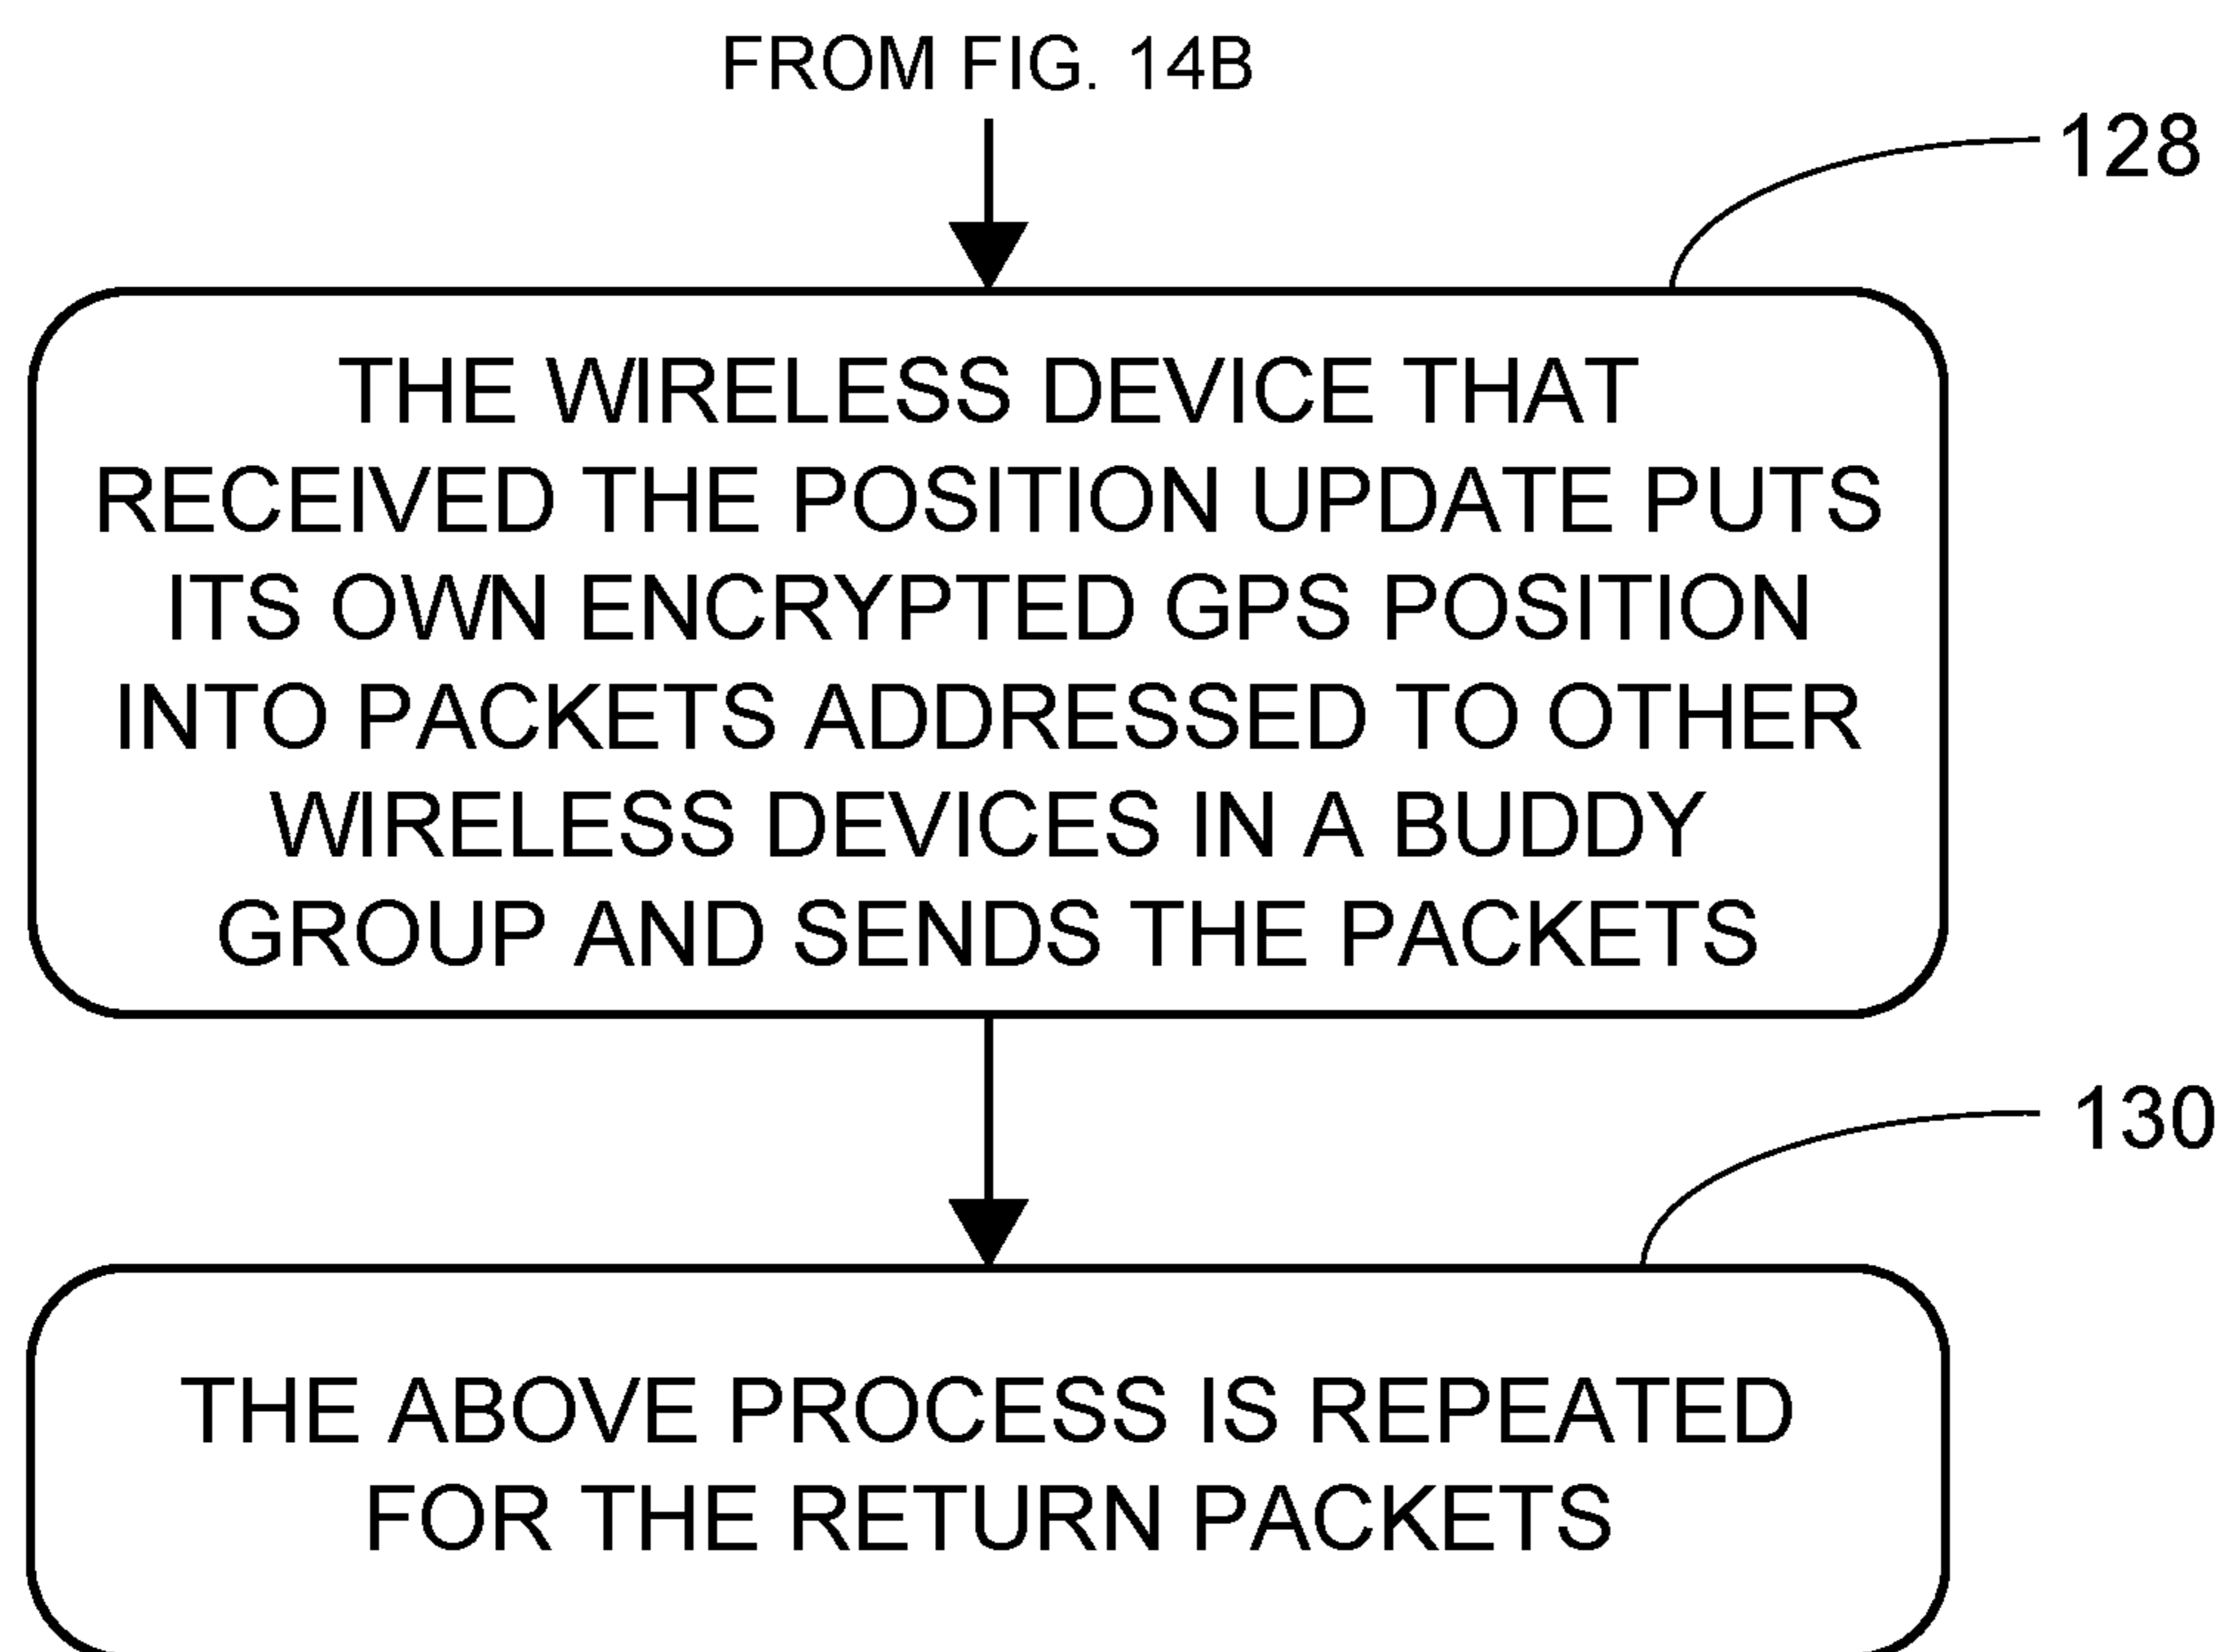 FROM FIG. 14B
128
THE WIRELESS DEVICE THAT
RECEIVED THE POSITION UPDATE PUTS
ITS OWN ENCRYPTED GPS POSITION
INTO PACKETS ADDRESSED TO OTHER
WIRELESS DEVICES IN A BUDDY
GROUP AND SENDS THE PACKETS
130
THE ABOVE PROCESS IS REPEATED
FOR THE RETURN PACKETS